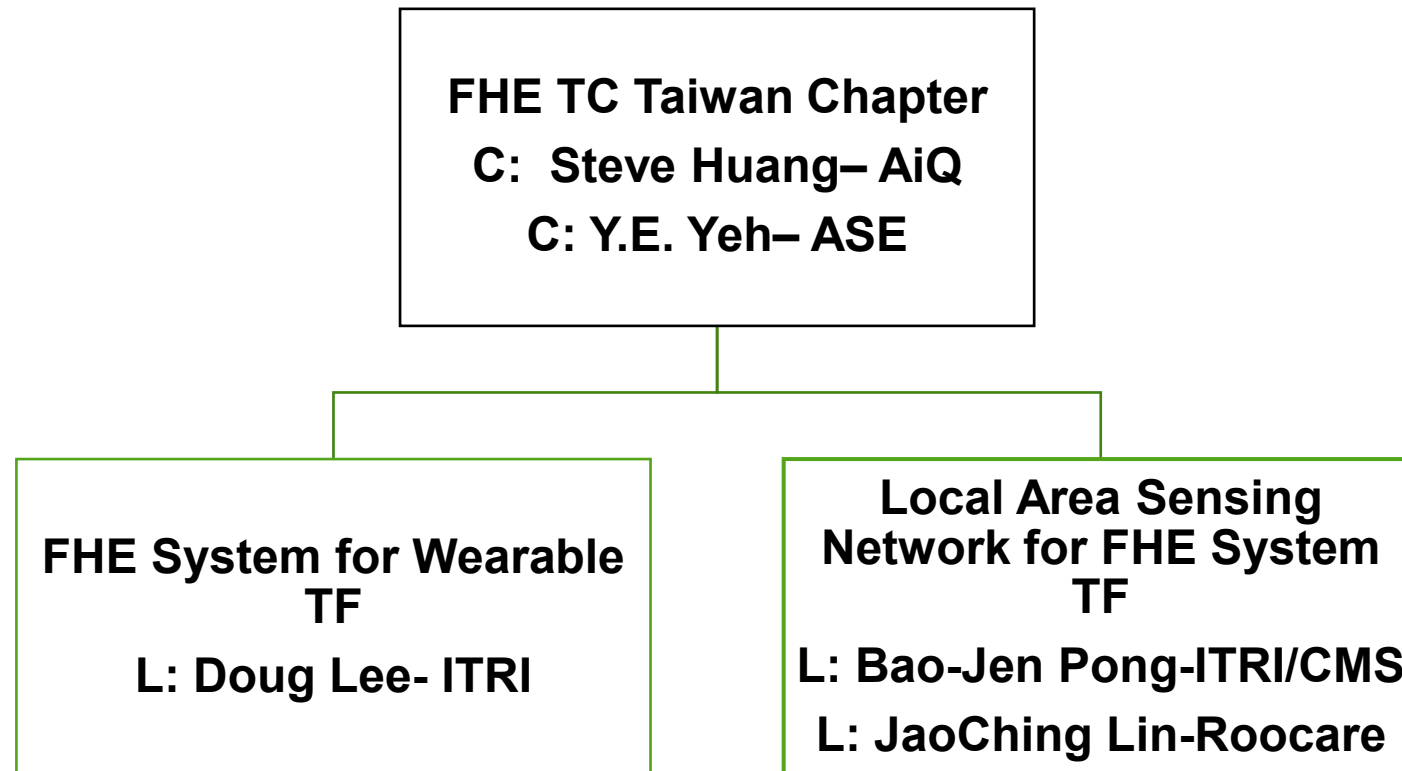 FHE TC Taiwan Chapter
C:  Steve Huang– AiQ
C: Y.E. Yeh– ASE
FHE System for Wearable
TF
L: Doug Lee- ITRI
Local Area Sensing
Network for FHE System
TF
L: Bao-Jen Pong-ITRI/CMS
L: JaoChing Lin-Roocare